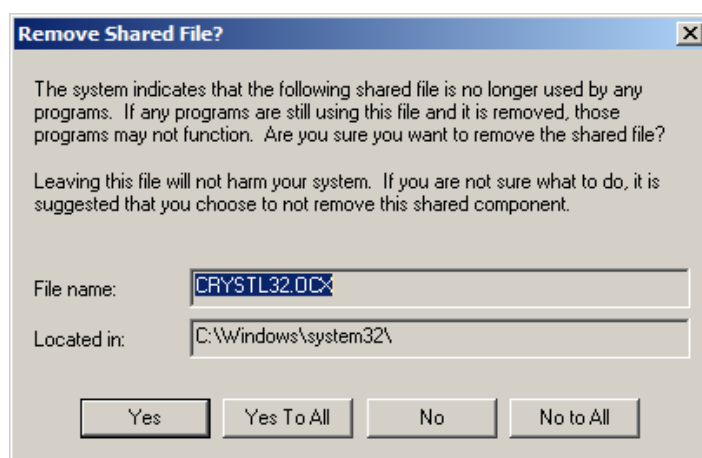 Remove Shared File?
The system indicates that the following shared file is no longer used by any
programs. If any programs are still using this file and it is removed, those
programs may not function. Are you sure you want to remove the shared file?
Leaving this file will not harm your system. If you are not sure what to do, it is
suggested that you choose to not remove this shared component.
File name: CRYSTL32.OCX
Located in: C:\Windows\system32\
Yes Yes To All No No to All